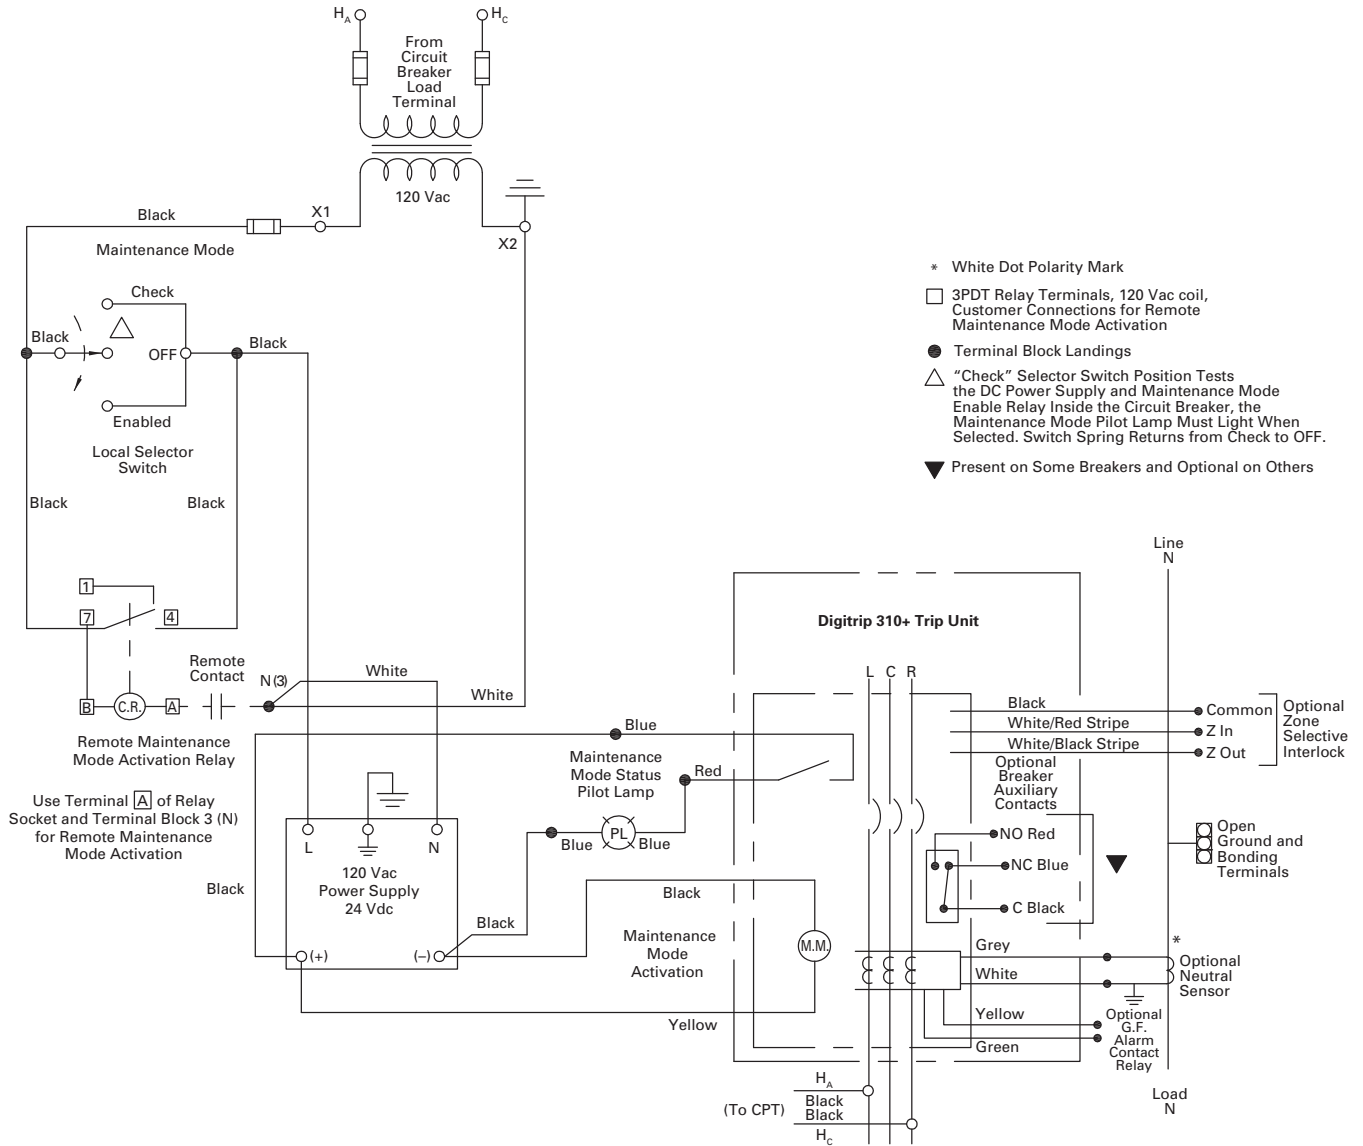 H_A
H_C
From
Circuit
Breaker
Load
Terminal
120 Vac
X1
X2
Black
Maintenance Mode
Check
Black
OFF
Black
Enabled
Local Selector
Switch
Black
Black
* White Dot Polarity Mark
3PDT Relay Terminals, 120 Vac coil,
Customer Connections for Remote
Maintenance Mode Activation
Terminal Block Landings
“Check” Selector Switch Position Tests
the DC Power Supply and Maintenance Mode
Enable Relay Inside the Circuit Breaker, the
Maintenance Mode Pilot Lamp Must Light When
Selected. Switch Spring Returns from Check to OFF.
Present on Some Breakers and Optional on Others
1
7
4
B
C.R.
A
Remote
Contact
N (3)
White
White
Remote Maintenance
Mode Activation Relay
Use Terminal A of Relay
Socket and Terminal Block 3 (N)
for Remote Maintenance
Mode Activation
L
N
120 Vac
Power Supply
24 Vdc
(+)
(–)
Black
Black
Blue
Maintenance
Mode Status
Pilot Lamp
Red
Blue
PL
Blue
Black
Maintenance
Mode
Activation
M.M.
Yellow
Digitrip 310+ Trip Unit
L C R
Line
N
Black
White/Red Stripe
White/Black Stripe
Common
Z In
Z Out
Optional
Zone
Selective
Interlock
Optional
Breaker
Auxiliary
Contacts
NO Red
NC Blue
C Black
Open
Ground and
Bonding
Terminals
Grey
White
Yellow
Green
*
Optional
Neutral
Sensor
Optional
G.F.
Alarm
Contact
Relay
Load
N
H_A
Black
(To CPT)
Black
H_C